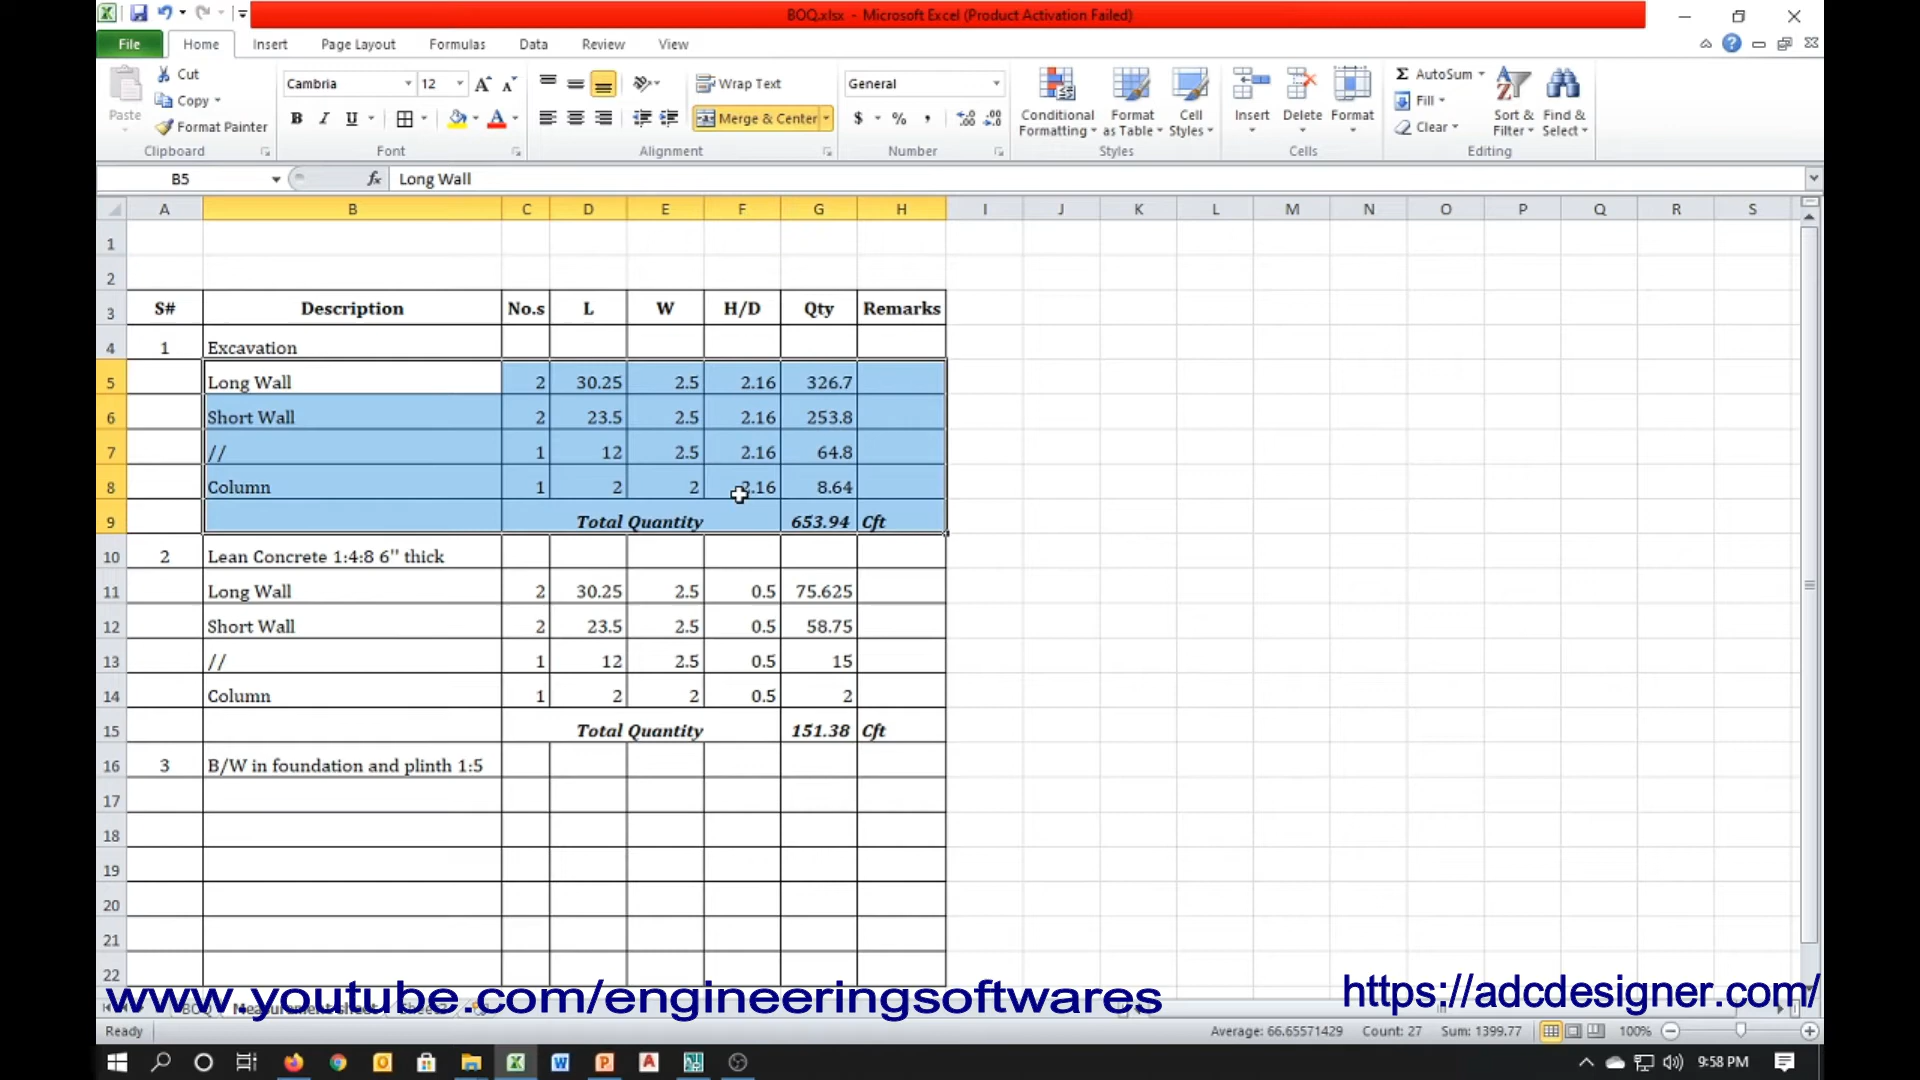 BOQ.xlsx - Microsoft Excel (Product Activation Failed)
File Home Insert Page Layout Formulas Data Review View
Paste Cut Copy Format Painter Clipboard
Cambria 12 B I U A Font
Wrap Text Merge & Center Alignment
General $ % , Number
Conditional Formatting Format as Table Cell Styles Styles
Insert Delete Format Cells
AutoSum Fill Clear Sort & Filter Find & Select Editing
B5 fx Long Wall
A B C D E F G H I J K L M N O P Q R S
1
2
3 S# Description No.s L W H/D Qty Remarks
4 1 Excavation
5 Long Wall 2 30.25 2.5 2.16 326.7
6 Short Wall 2 23.5 2.5 2.16 253.8
7 // 1 12 2.5 2.16 64.8
8 Column 1 2 2 2.16 8.64
9 Total Quantity 653.94 Cft
10 2 Lean Concrete 1:4:8 6" thick
11 Long Wall 2 30.25 2.5 0.5 75.625
12 Short Wall 2 23.5 2.5 0.5 58.75
13 // 1 12 2.5 0.5 15
14 Column 1 2 2 0.5 2
15 Total Quantity 151.38 Cft
16 3 B/W in foundation and plinth 1:5
17
18
19
20
21
22
www.youtube.com/engineeringsoftwares
https://adcdesigner.com/
BOQ Measurement sheet
Ready Average: 66.65571429 Count: 27 Sum: 1399.77 100%
9:58 PM